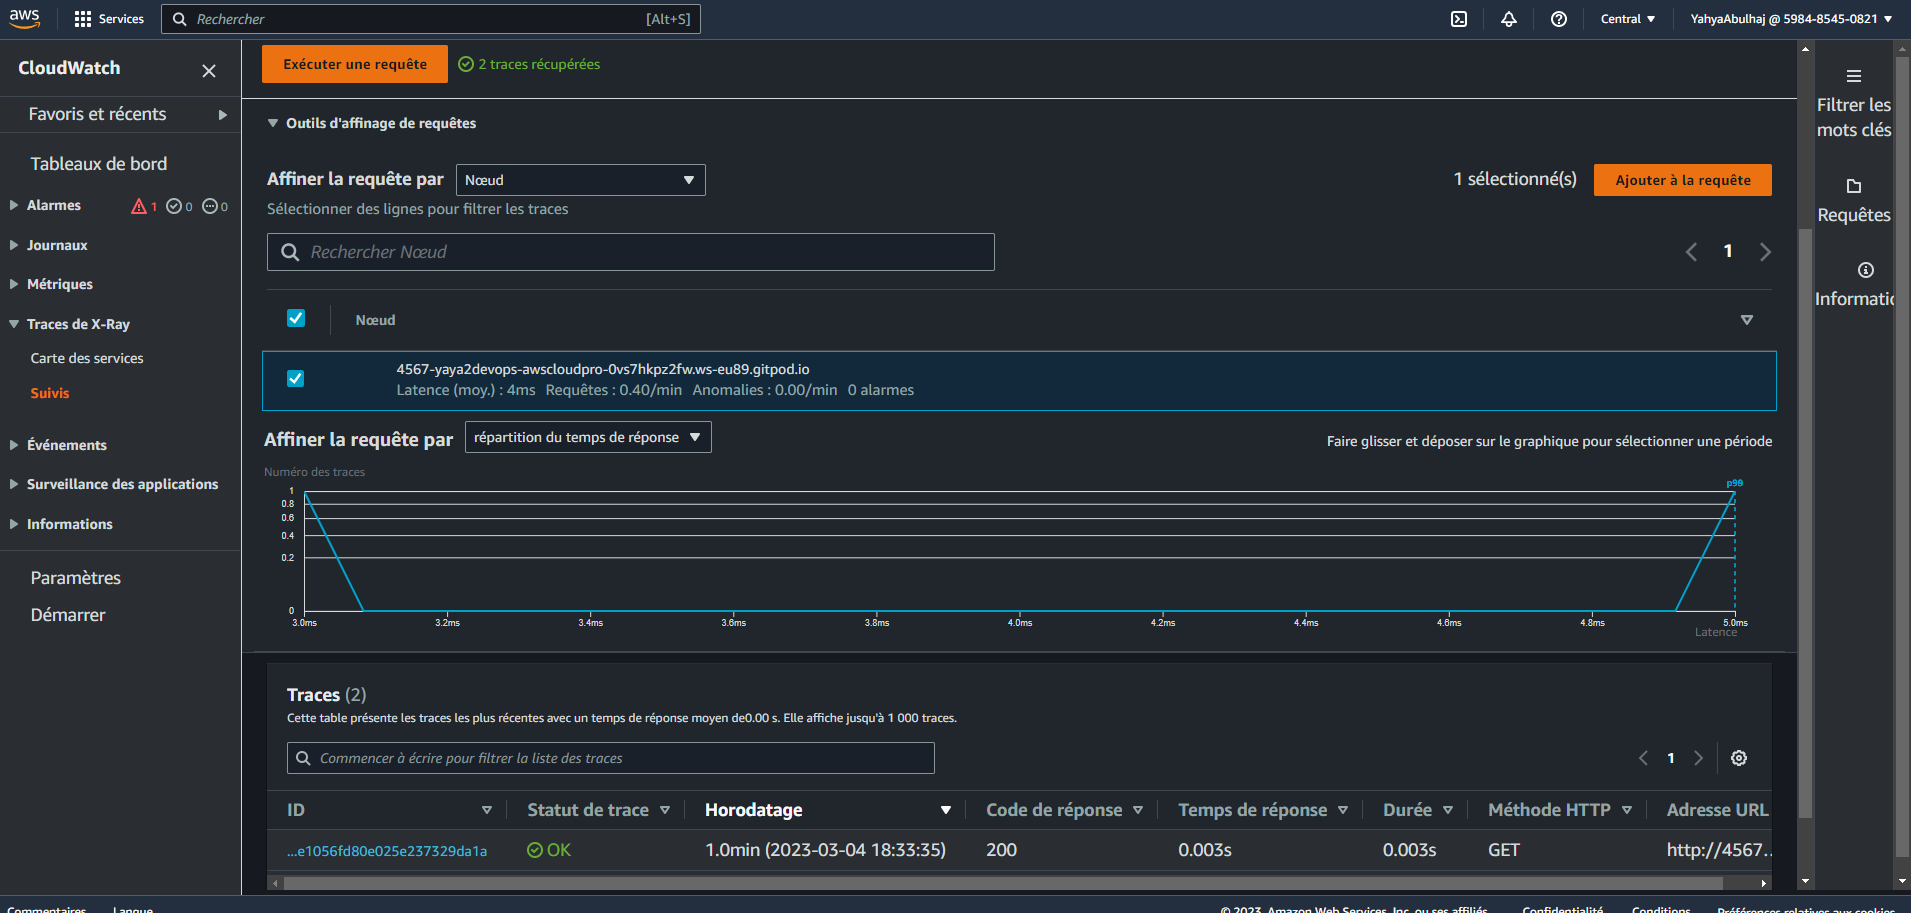 aws
Services
Rechercher
[Alt+S]
Central
YahyaAbulhaj @ 5984-8545-0821
CloudWatch
Favoris et récents
Tableaux de bord
Alarmes
1
0
0
Journaux
Métriques
Traces de X-Ray
Carte des services
Suivis
Événements
Surveillance des applications
Informations
Paramètres
Démarrer
Exécuter une requête
2 traces récupérées
Outils d'affinage de requêtes
Affiner la requête par
Nœud
1 sélectionné(s)
Ajouter à la requête
Sélectionner des lignes pour filtrer les traces
Rechercher Nœud
1
Nœud
4567-yaya2devops-awscloudpro-0vs7hkpz2fw.ws-eu89.gitpod.io
Latence (moy.) : 4ms Requêtes : 0.40/min Anomalies : 0.00/min 0 alarmes
Affiner la requête par
répartition du temps de réponse
Faire glisser et déposer sur le graphique pour sélectionner une période
Numéro des traces
1
0.8
0.6
0.4
0.2
0
3.0ms 3.2ms 3.4ms 3.6ms 3.8ms 4.0ms 4.2ms 4.4ms 4.6ms 4.8ms 5.0ms
Latence
Traces (2)
Cette table présente les traces les plus récentes avec un temps de réponse moyen de0.00 s. Elle affiche jusqu'à 1 000 traces.
Commencer à écrire pour filtrer la liste des traces
1
ID Statut de trace Horodatage Code de réponse Temps de réponse Durée Méthode HTTP Adresse URL
...e1056fd80e025e237329da1a OK 1.0min (2023-03-04 18:33:35) 200 0.003s 0.003s GET http://4567..
Filtrer les
mots clés
Requêtes
Informatio
Commentaires Langue
© 2023, Amazon Web Services, Inc. ou ses affiliés. Confidentialité Conditions Préférences relatives aux cookies